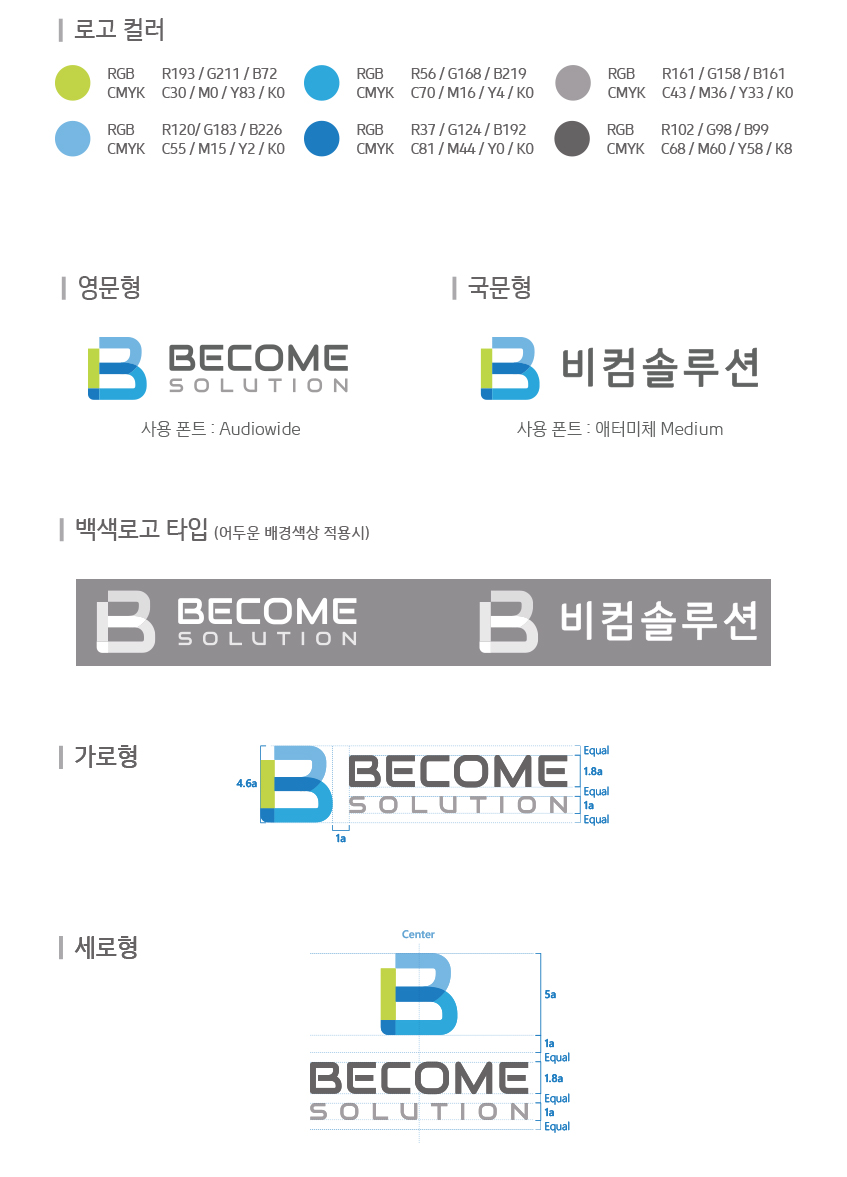 로고 컬러
RGB R193 / G211 / B72
CMYK C30 / M0 / Y83 / K0
RGB R56 / G168 / B219
CMYK C70 / M16 / Y4 / K0
RGB R161 / G158 / B161
CMYK C43 / M36 / Y33 / K0
RGB R120/ G183 / B226
CMYK C55 / M15 / Y2 / K0
RGB R37 / G124 / B192
CMYK C81 / M44 / Y0 / K0
RGB R102 / G98 / B99
CMYK C68 / M60 / Y58 / K8
영문형
B BECOME
SOLUTION
사용 폰트 : Audiowide
국문형
B 비컴솔루션
사용 폰트 : 애터미체 Medium
백색로고 타입 (어두운 배경색상 적용시)
B BECOME
SOLUTION
B 비컴솔루션
가로형
4.6a
B BECOME
SOLUTION
1a
Equal
1.8a
Equal
1a
Equal
세로형
Center
B
BECOME
SOLUTION
5a
1a
Equal
1.8a
Equal
1a
Equal